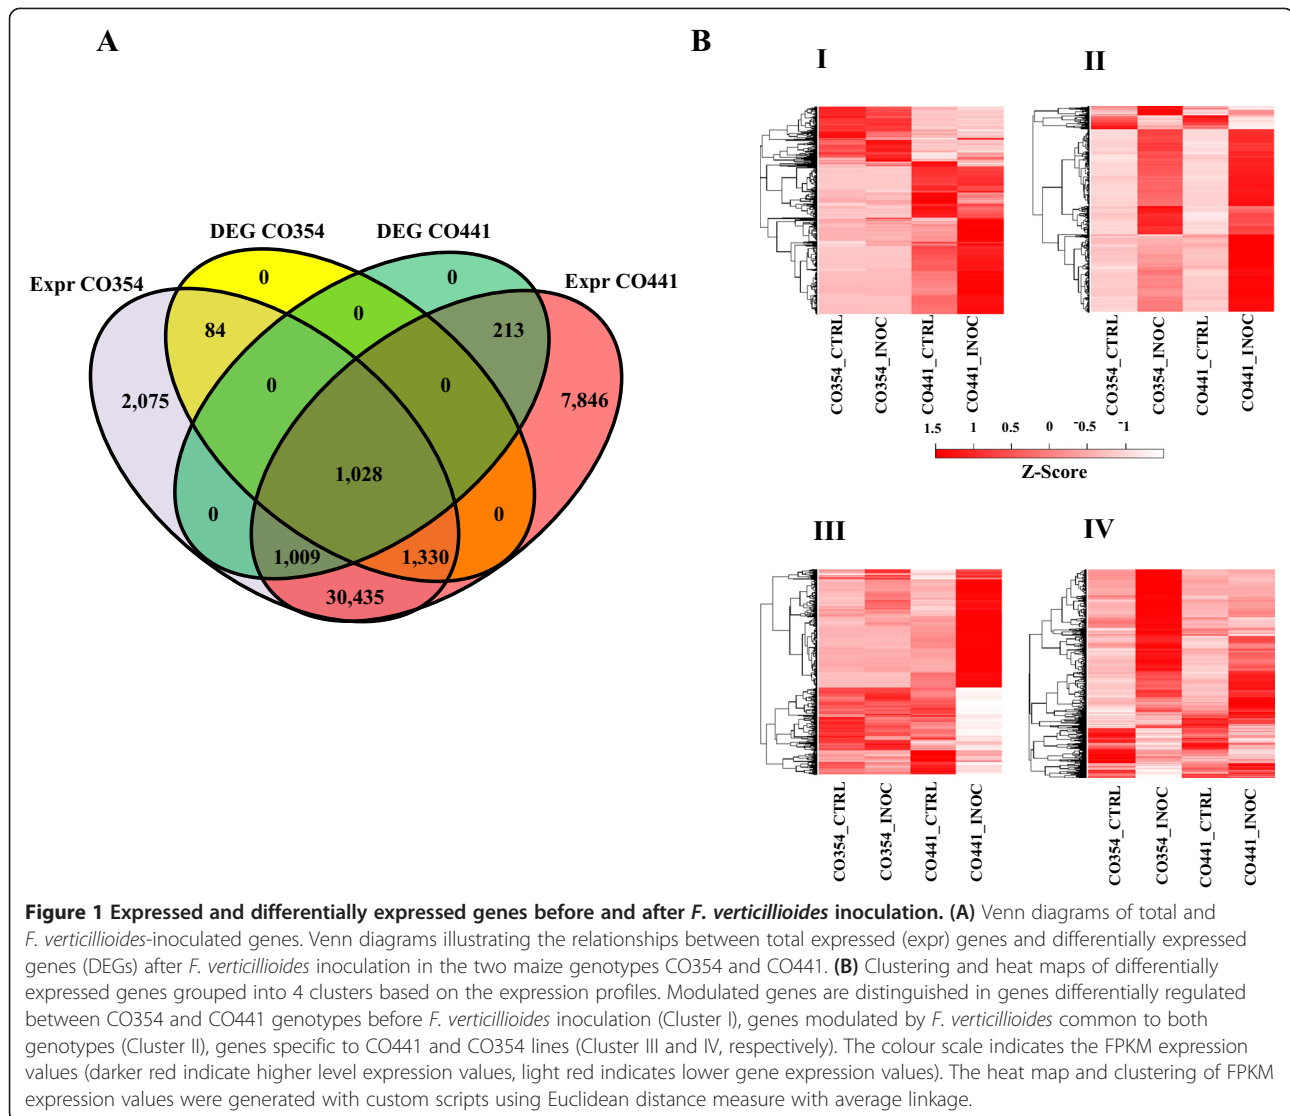 A
B
I
II
DEG CO354
DEG CO441
Expr CO354
Expr CO441
0
0
84
0
213
0
0
2,075
7,846
1,028
0
0
1,009
1,330
30,435
CO354_CTRL
CO354_INOC
CO441_CTRL
CO441_INOC
CO354_CTRL
CO354_INOC
CO441_CTRL
CO441_INOC
1.5 1 0.5 0 -0.5 -1
Z-Score
III
IV
CO354_CTRL
CO354_INOC
CO441_CTRL
CO441_INOC
CO354_CTRL
CO354_INOC
CO441_CTRL
CO441_INOC
Figure 1 Expressed and differentially expressed genes before and after F. verticillioides inoculation. (A) Venn diagrams of total and
F. verticillioides-inoculated genes. Venn diagrams illustrating the relationships between total expressed (expr) genes and differentially expressed
genes (DEGs) after F. verticillioides inoculation in the two maize genotypes CO354 and CO441. (B) Clustering and heat maps of differentially
expressed genes grouped into 4 clusters based on the expression profiles. Modulated genes are distinguished in genes differentially regulated
between CO354 and CO441 genotypes before F. verticillioides inoculation (Cluster I), genes modulated by F. verticillioides common to both
genotypes (Cluster II), genes specific to CO441 and CO354 lines (Cluster III and IV, respectively). The colour scale indicates the FPKM expression
values (darker red indicate higher level expression values, light red indicates lower gene expression values). The heat map and clustering of FPKM
expression values were generated with custom scripts using Euclidean distance measure with average linkage.